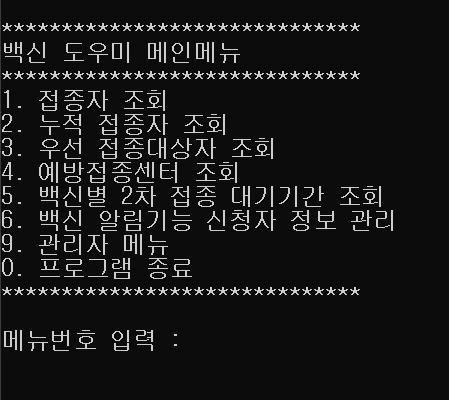 ******************************
백신 도우미 메인메뉴
******************************
1. 접종자 조회
2. 누적 접종자 조회
3. 우선 접종대상자 조회
4. 예방접종센터 조회
5. 백신별 2차 접종 대기기간 조회
6. 백신 알림기능 신청자 정보 관리
9. 관리자 메뉴
0. 프로그램 종료
******************************
메뉴번호 입력 :